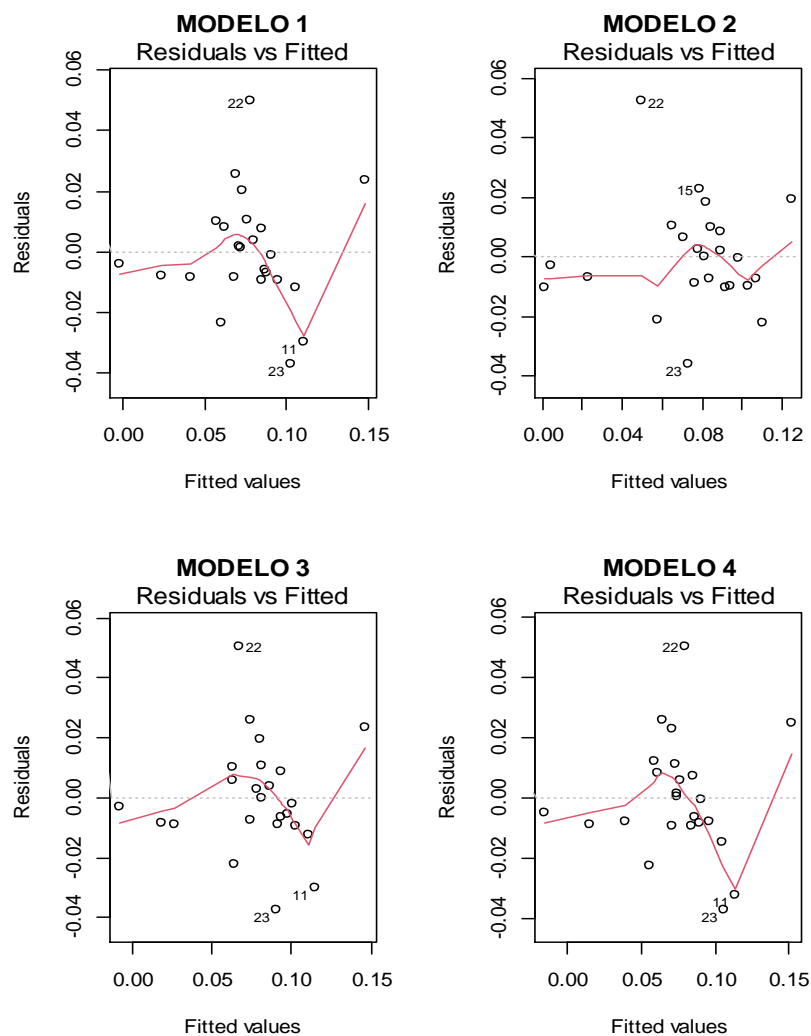 MODELO 1
Residuals vs Fitted
Residuals
0.06
0.04
0.02
0.00
-0.02
-0.04
22
11
23
0.00 0.05 0.10 0.15
Fitted values
MODELO 2
Residuals vs Fitted
Residuals
0.06
0.04
0.02
0.00
-0.02
-0.04
22
15
23
0.00 0.04 0.08 0.12
Fitted values
MODELO 3
Residuals vs Fitted
Residuals
0.06
0.04
0.02
0.00
-0.02
-0.04
22
11
23
0.00 0.05 0.10 0.15
Fitted values
MODELO 4
Residuals vs Fitted
Residuals
0.06
0.04
0.02
0.00
-0.02
-0.04
22
11
23
0.00 0.05 0.10 0.15
Fitted values